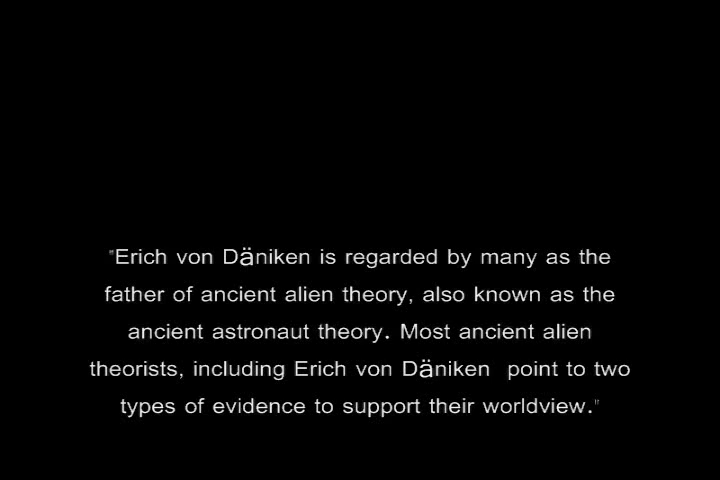 "Erich von Däniken is regarded by many as the
father of ancient alien theory, also known as the
ancient astronaut theory. Most ancient alien
theorists, including Erich von Däniken  point to two
types of evidence to support their worldview."